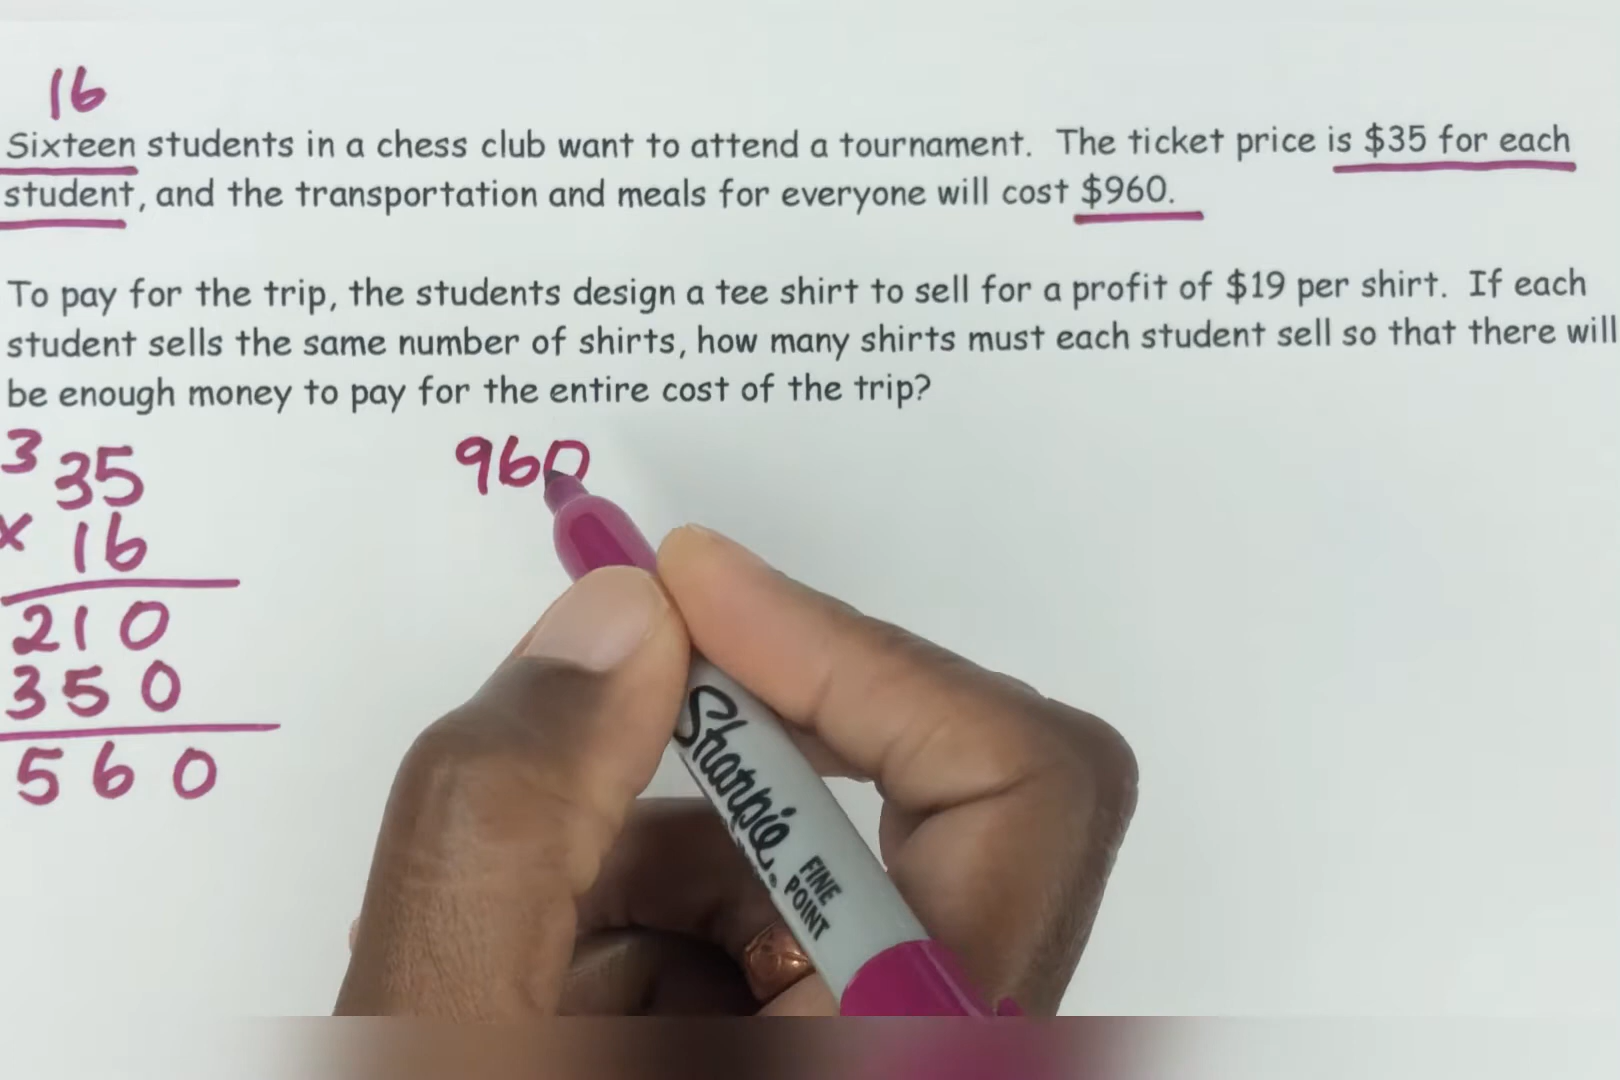 16
Sixteen students in a chess club want to attend a tournament. The ticket price is $35 for each
student, and the transportation and meals for everyone will cost $960.
To pay for the trip, the students design a tee shirt to sell for a profit of $19 per shirt. If each
student sells the same number of shirts, how many shirts must each student sell so that there will
be enough money to pay for the entire cost of the trip?
3
35
x 16
210
350
560
960
Sharpie
FINE
POINT